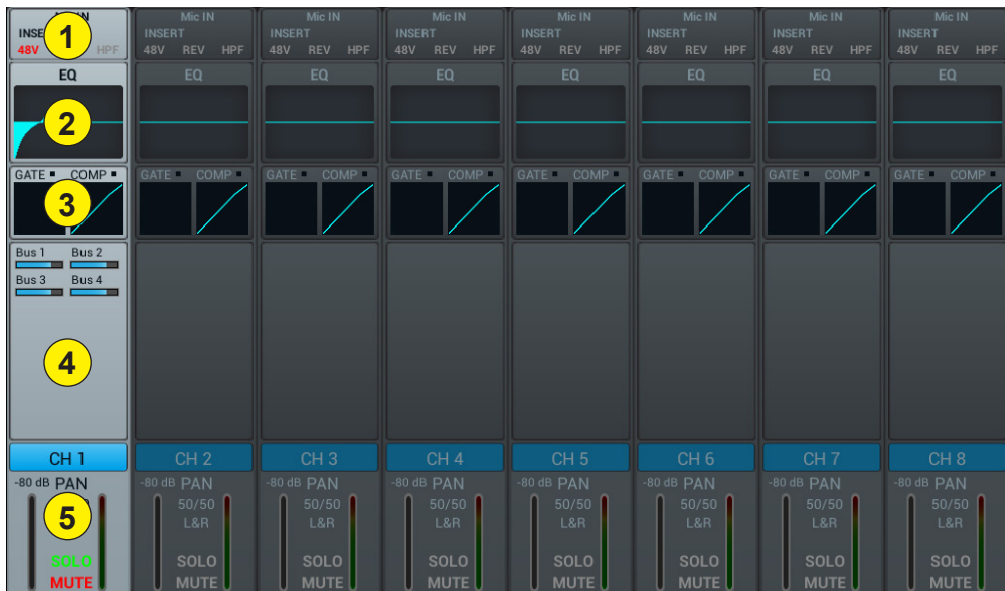 Mic IN Mic IN Mic IN Mic IN Mic IN Mic IN Mic IN
1
INSERT INSERT INSERT INSERT INSERT INSERT INSERT
48V HPF 48V REV HPF 48V REV HPF 48V REV HPF 48V REV HPF 48V REV HPF 48V REV HPF 48V REV HPF
EQ EQ EQ EQ EQ EQ EQ EQ
2
GATE COMP GATE COMP GATE COMP GATE COMP GATE COMP GATE COMP GATE COMP GATE COMP
3
Bus 1 Bus 2
Bus 3 Bus 4
4
CH 1 CH 2 CH 3 CH 4 CH 5 CH 6 CH 7 CH 8
-80 dB PAN -80 dB PAN -80 dB PAN -80 dB PAN -80 dB PAN -80 dB PAN -80 dB PAN -80 dB PAN
50/50 50/50 50/50 50/50 50/50 50/50 50/50
5
L&R L&R L&R L&R L&R L&R L&R
SOLO SOLO SOLO SOLO SOLO SOLO SOLO SOLO
MUTE MUTE MUTE MUTE MUTE MUTE MUTE MUTE